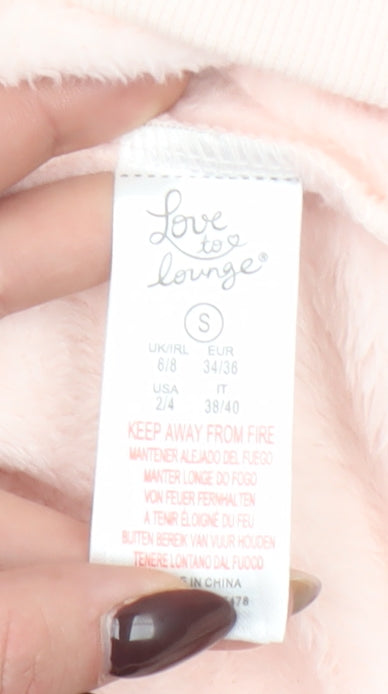 Love
to
lounge®
S
UK/IRL EUR
6/8 34/36
USA IT
2/4 38/40
KEEP AWAY FROM FIRE
MANTENER ALEJADO DEL FUEGO
MANTER LONGE DO FOGO
VON FEUER FERNHALTEN
À TENIR ÉLOIGNÉ DU FEU
BUITEN BEREIK VAN VUUR HOUDEN
TENERE LONTANO DAL FUOCO
IN CHINA